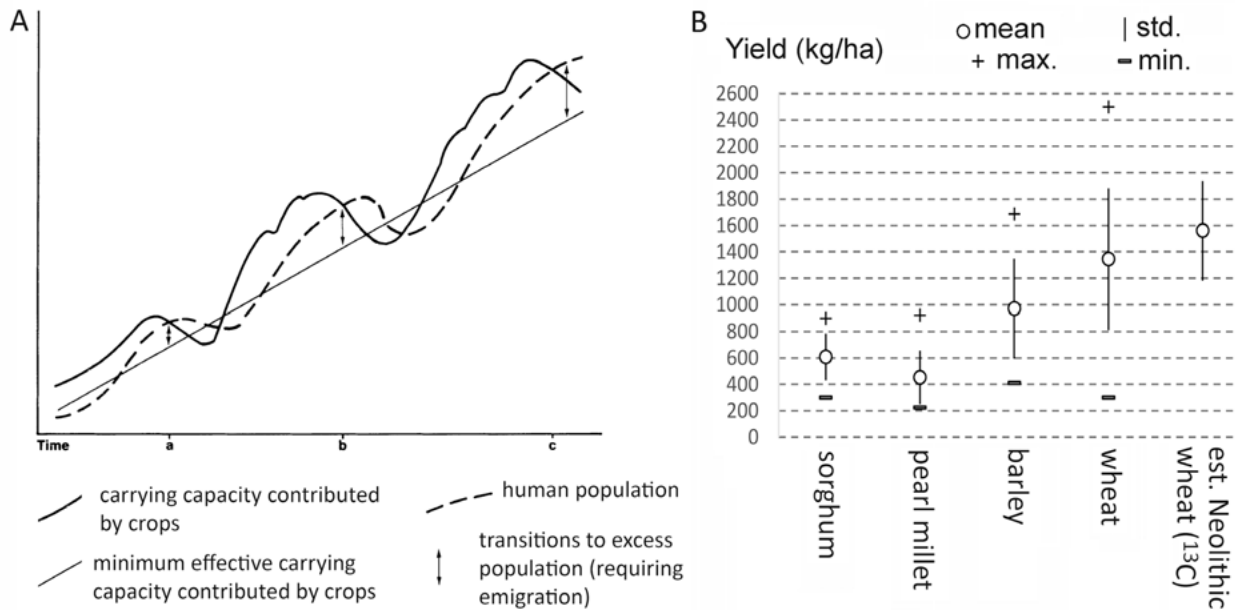 A
Time a b c
carrying capacity contributed
by crops
minimum effective carrying
capacity contributed by crops
human population
transitions to excess
population (requiring
emigration)
B
Yield (kg/ha)
mean
std.
max.
min.
2600
2400
2200
2000
1800
1600
1400
1200
1000
800
600
400
200
0
sorghum
pearl millet
barley
wheat
est. Neolithic
wheat (¹³C)